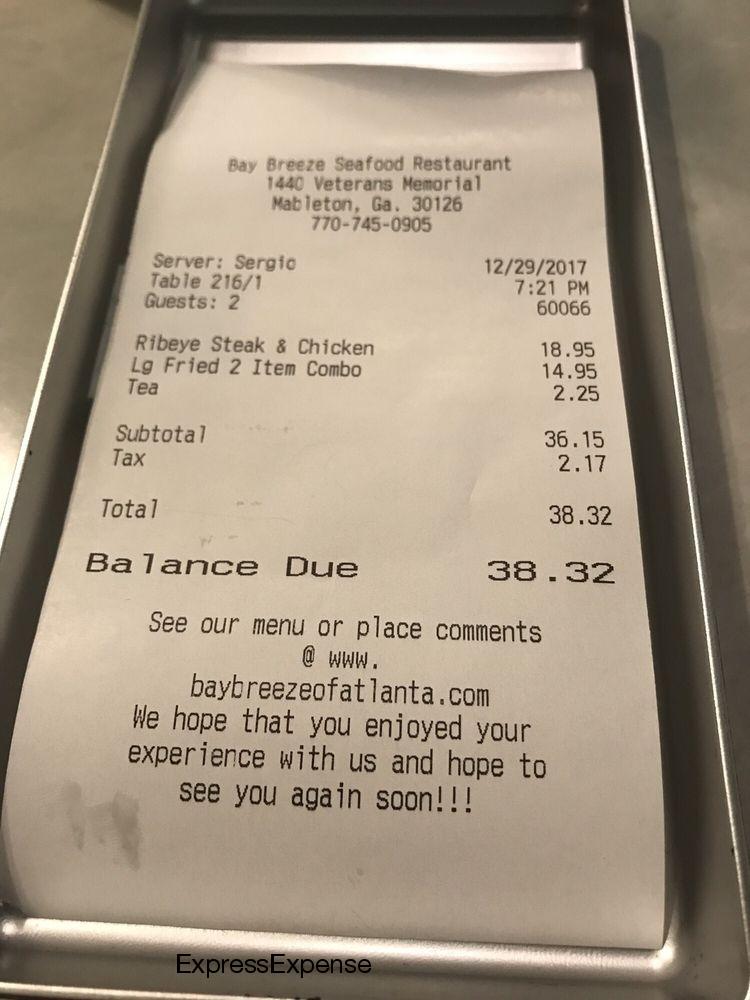 Bay Breeze Seafood Restaurant
1440 Veterans Memorial
Mableton, Ga. 30126
770-745-0905
Server: Sergio 12/29/2017
Table 216/1 7:21 PM
Guests: 2 60066
Ribeye Steak & Chicken 18.95
Lg Fried 2 Item Combo 14.95
Tea 2.25
Subtotal 36.15
Tax 2.17
Total 38.32
Balance Due 38.32
See our menu or place comments
@ www.
baybreezeofatlanta.com
We hope that you enjoyed your
experience with us and hope to
see you again soon!!!
ExpressExpense